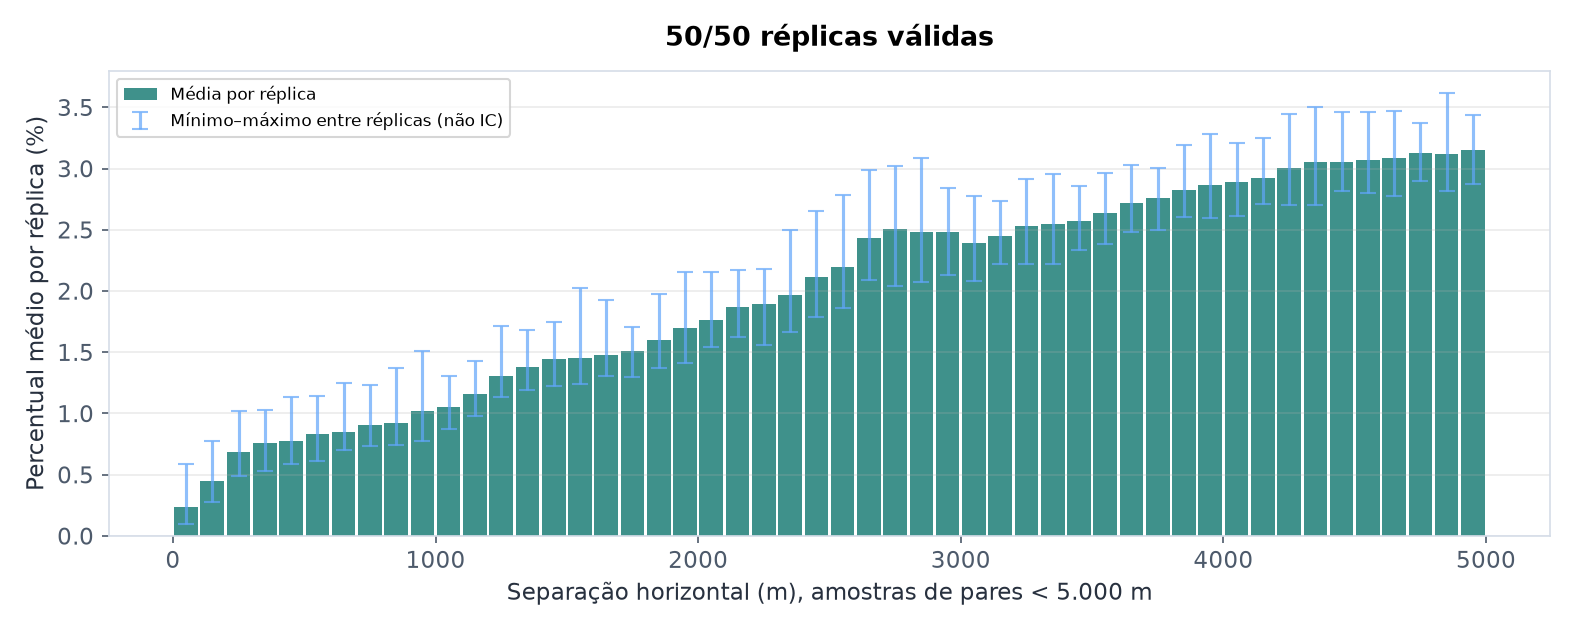 50/50 réplicas válidas
Média por réplica
Mínimo–máximo entre réplicas (não IC)
Percentual médio por réplica (%)
3.5
3.0
2.5
2.0
1.5
1.0
0.5
0.0
0 1000 2000 3000 4000 5000
Separação horizontal (m), amostras de pares < 5.000 m